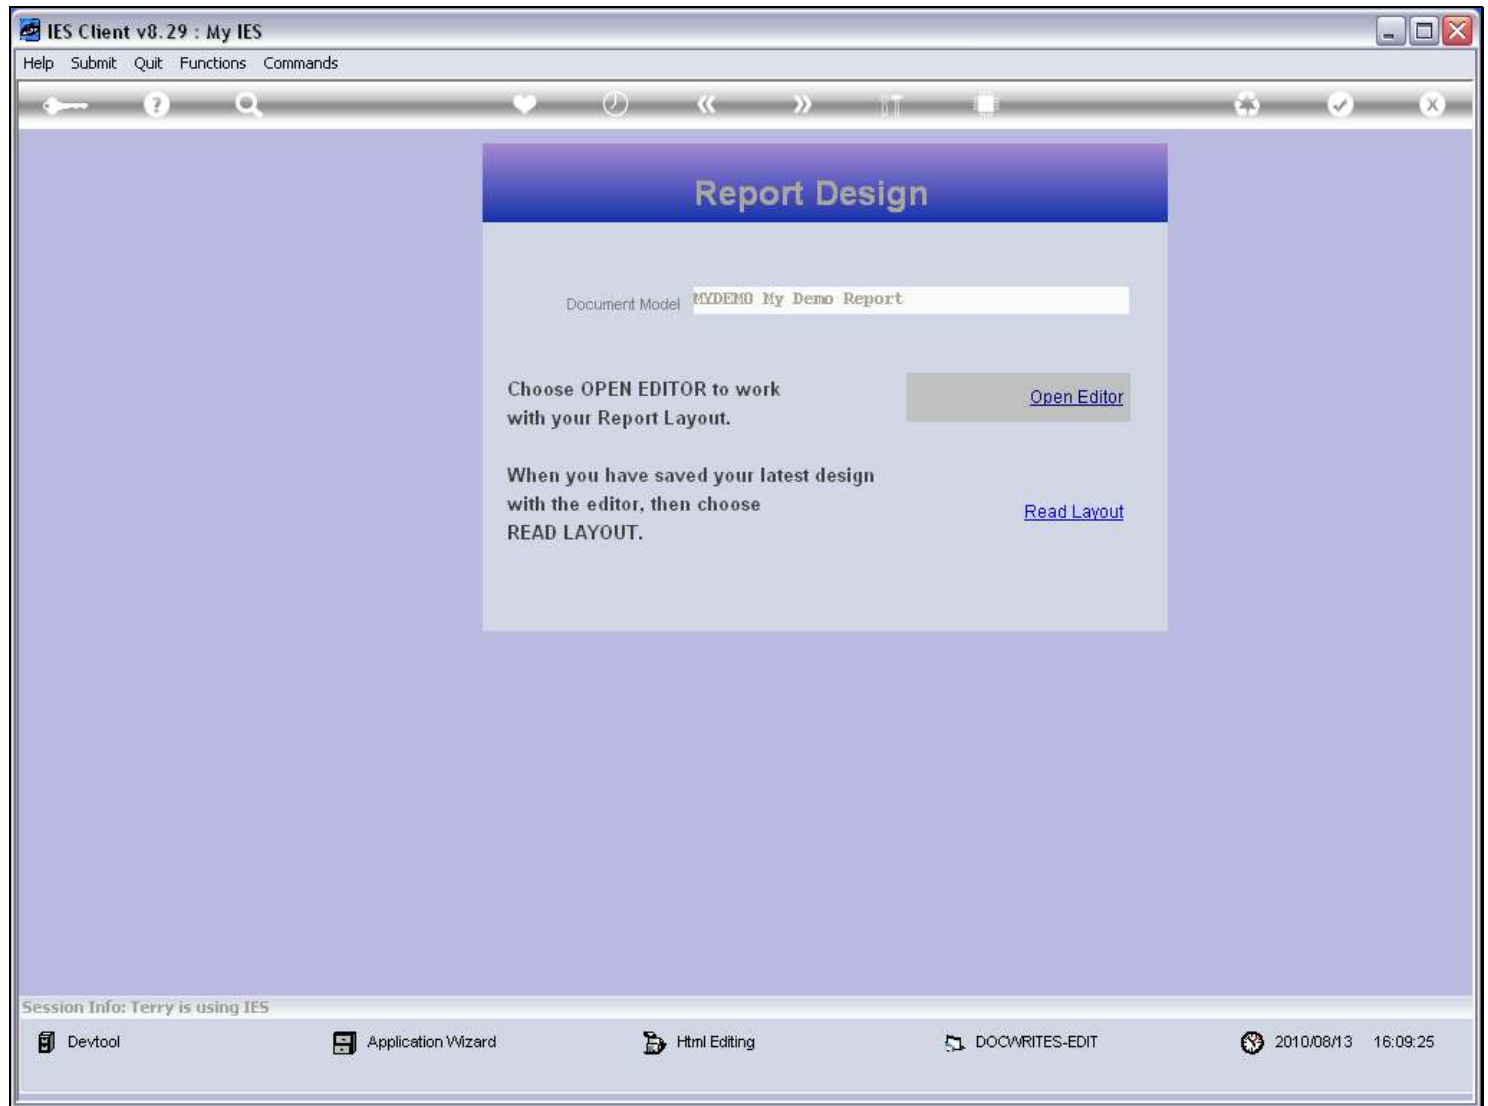 IES Client v8.29 : My IES
Help Submit Quit Functions Commands
Report Design
Document Model MYDEMO My Demo Report
Choose OPEN EDITOR to work
with your Report Layout.
Open Editor
When you have saved your latest design
with the editor, then choose
READ LAYOUT.
Read Layout
Session Info: Terry is using IES
Devtool Application Wizard Html Editing DOCWRITES-EDIT 2010/08/13 16:09:25